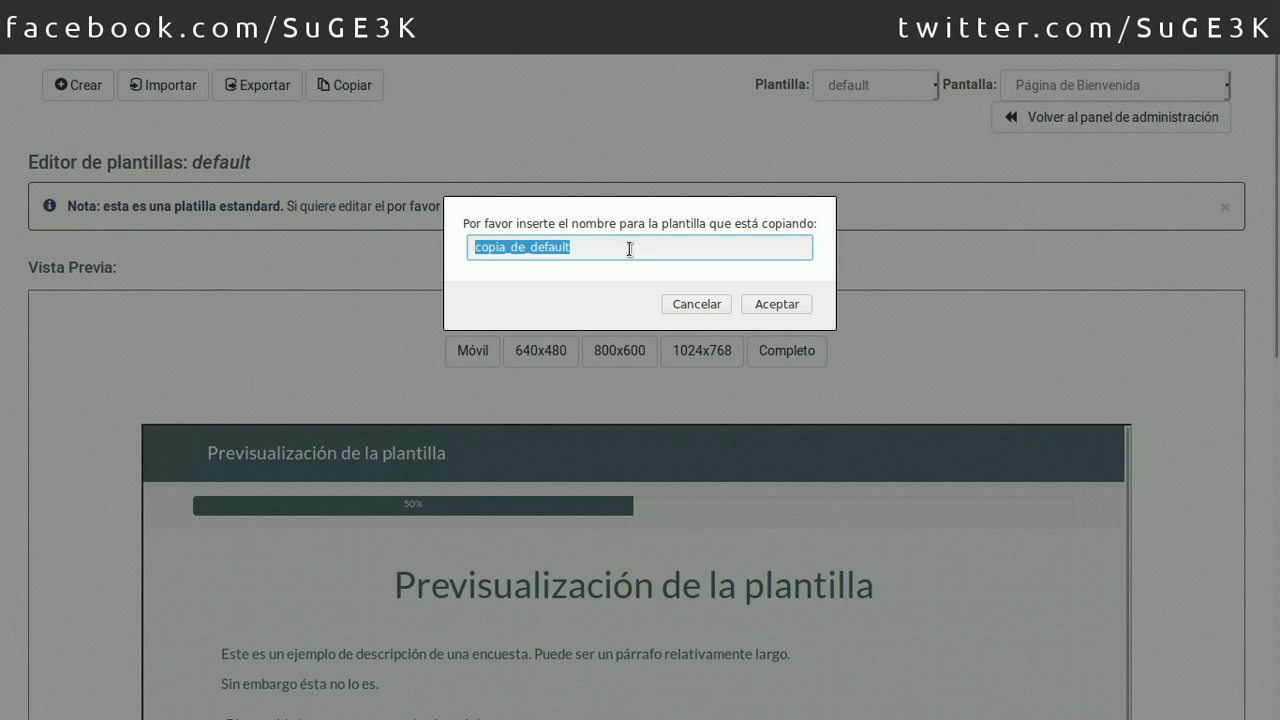 facebook.com/SuGE3K
twitter.com/SuGE3K
Crear
Importar
Exportar
Copiar
Plantilla:
default
Pantalla:
Página de Bienvenida
Volver al panel de administración
Editor de plantillas: default
Nota: esta es una platilla estandard. Si quiere editar el por favor
×
Por favor inserte el nombre para la plantilla que está copiando:
copia_de_default
Cancelar
Aceptar
Vista Previa:
Móvil
640x480
800x600
1024x768
Completo
Previsualización de la plantilla
50%
Previsualización de la plantilla
Este es un ejemplo de descripción de una encuesta. Puede ser un párrafo relativamente largo.
Sin embargo ésta no lo es.